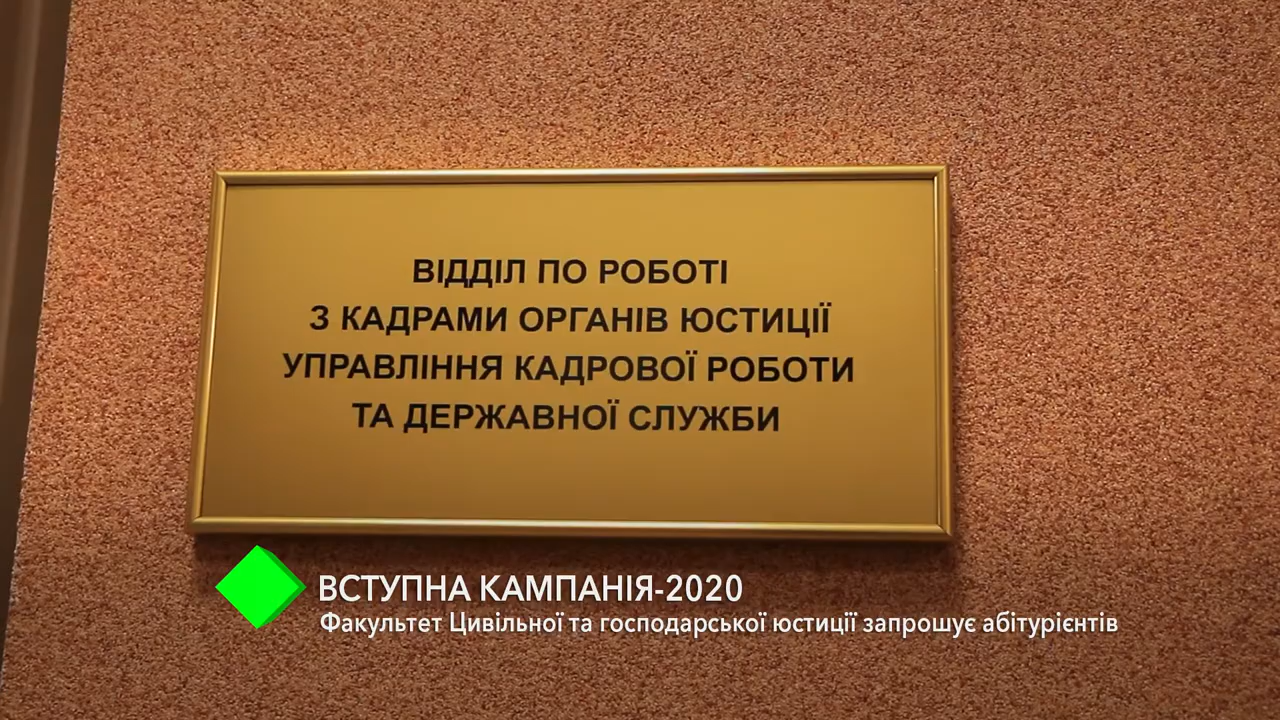 ВІДДІЛ ПО РОБОТІ
З КАДРАМИ ОРГАНІВ ЮСТИЦІЇ
УПРАВЛІННЯ КАДРОВОЇ РОБОТИ
ТА ДЕРЖАВНОЇ СЛУЖБИ
ВСТУПНА КАМПАНІЯ-2020
Факультет Цивільної та господарської юстиції запрошує абітурієнтів